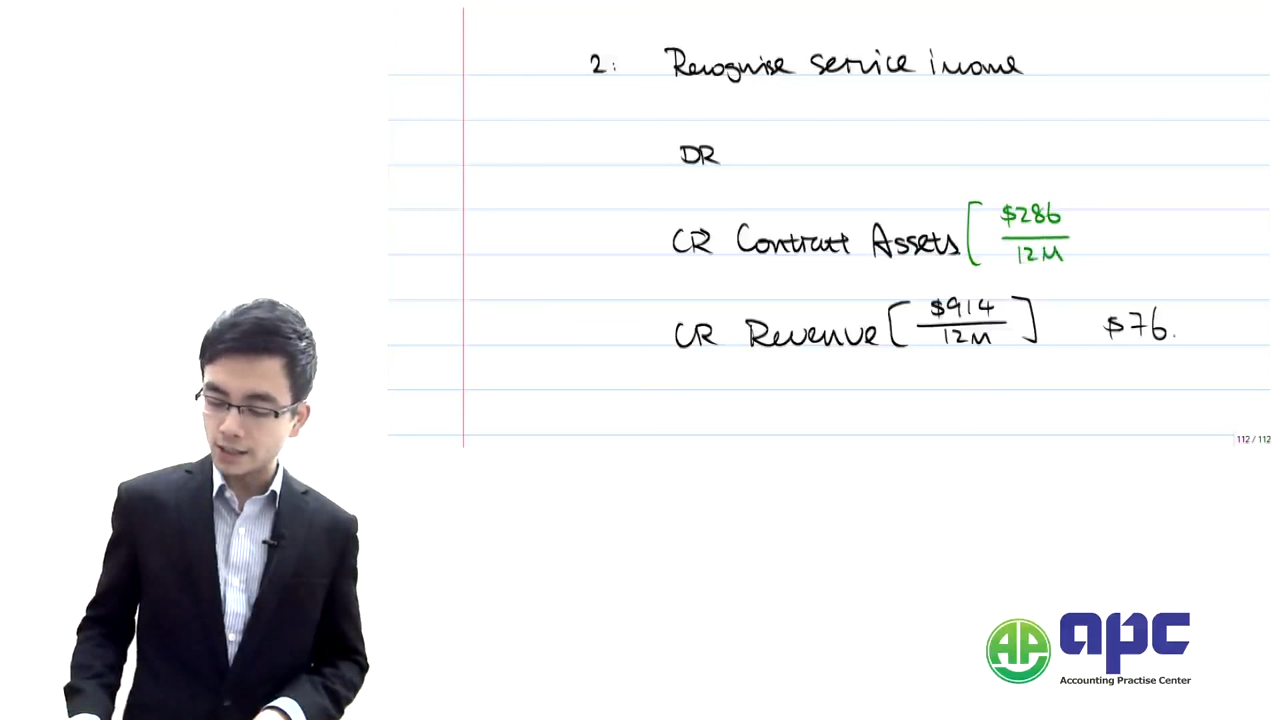 2: Recognise service income
DR
CR Contract Assets [ $286 / 12M
CR Revenue [ $914 / 12M ] $76.
112 / 112
AP apc
Accounting Practise Center